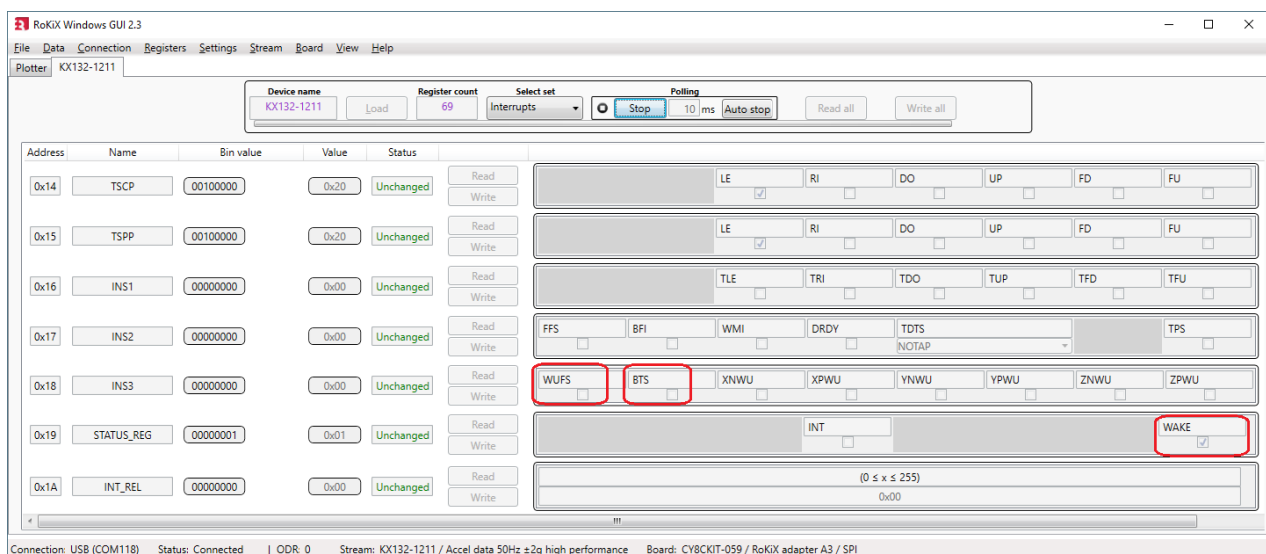 RoKiX Windows GUI 2.3
File Data Connection Registers Settings Stream Board View Help
Plotter KX132-1211
Device name Register count Select set Polling
KX132-1211 Load 69 Interrupts Stop 10 ms Auto stop Read all Write all
Address Name Bin value Value Status
0x14 TSCP 00100000 0x20 Unchanged Read Write LE RI DO UP FD FU
0x15 TSPP 00100000 0x20 Unchanged Read Write LE RI DO UP FD FU
0x16 INS1 00000000 0x00 Unchanged Read Write TLE TRI TDO TUP TFD TFU
0x17 INS2 00000000 0x00 Unchanged Read Write FFS BFI WMI DRDY TDTS NOTAP TPS
0x18 INS3 00000000 0x00 Unchanged Read Write WUFS BTS XNWU XPWU YNWU YPWU ZNWU ZPWU
0x19 STATUS_REG 00000001 0x01 Unchanged Read Write INT WAKE
0x1A INT_REL 00000000 0x00 Unchanged Read Write (0 ≤ x ≤ 255) 0x00
Connection: USB (COM118) Status: Connected | ODR: 0 Stream: KX132-1211 / Accel data 50Hz ±2g high performance Board: CY8CKIT-059 / RoKiX adapter A3 / SPI